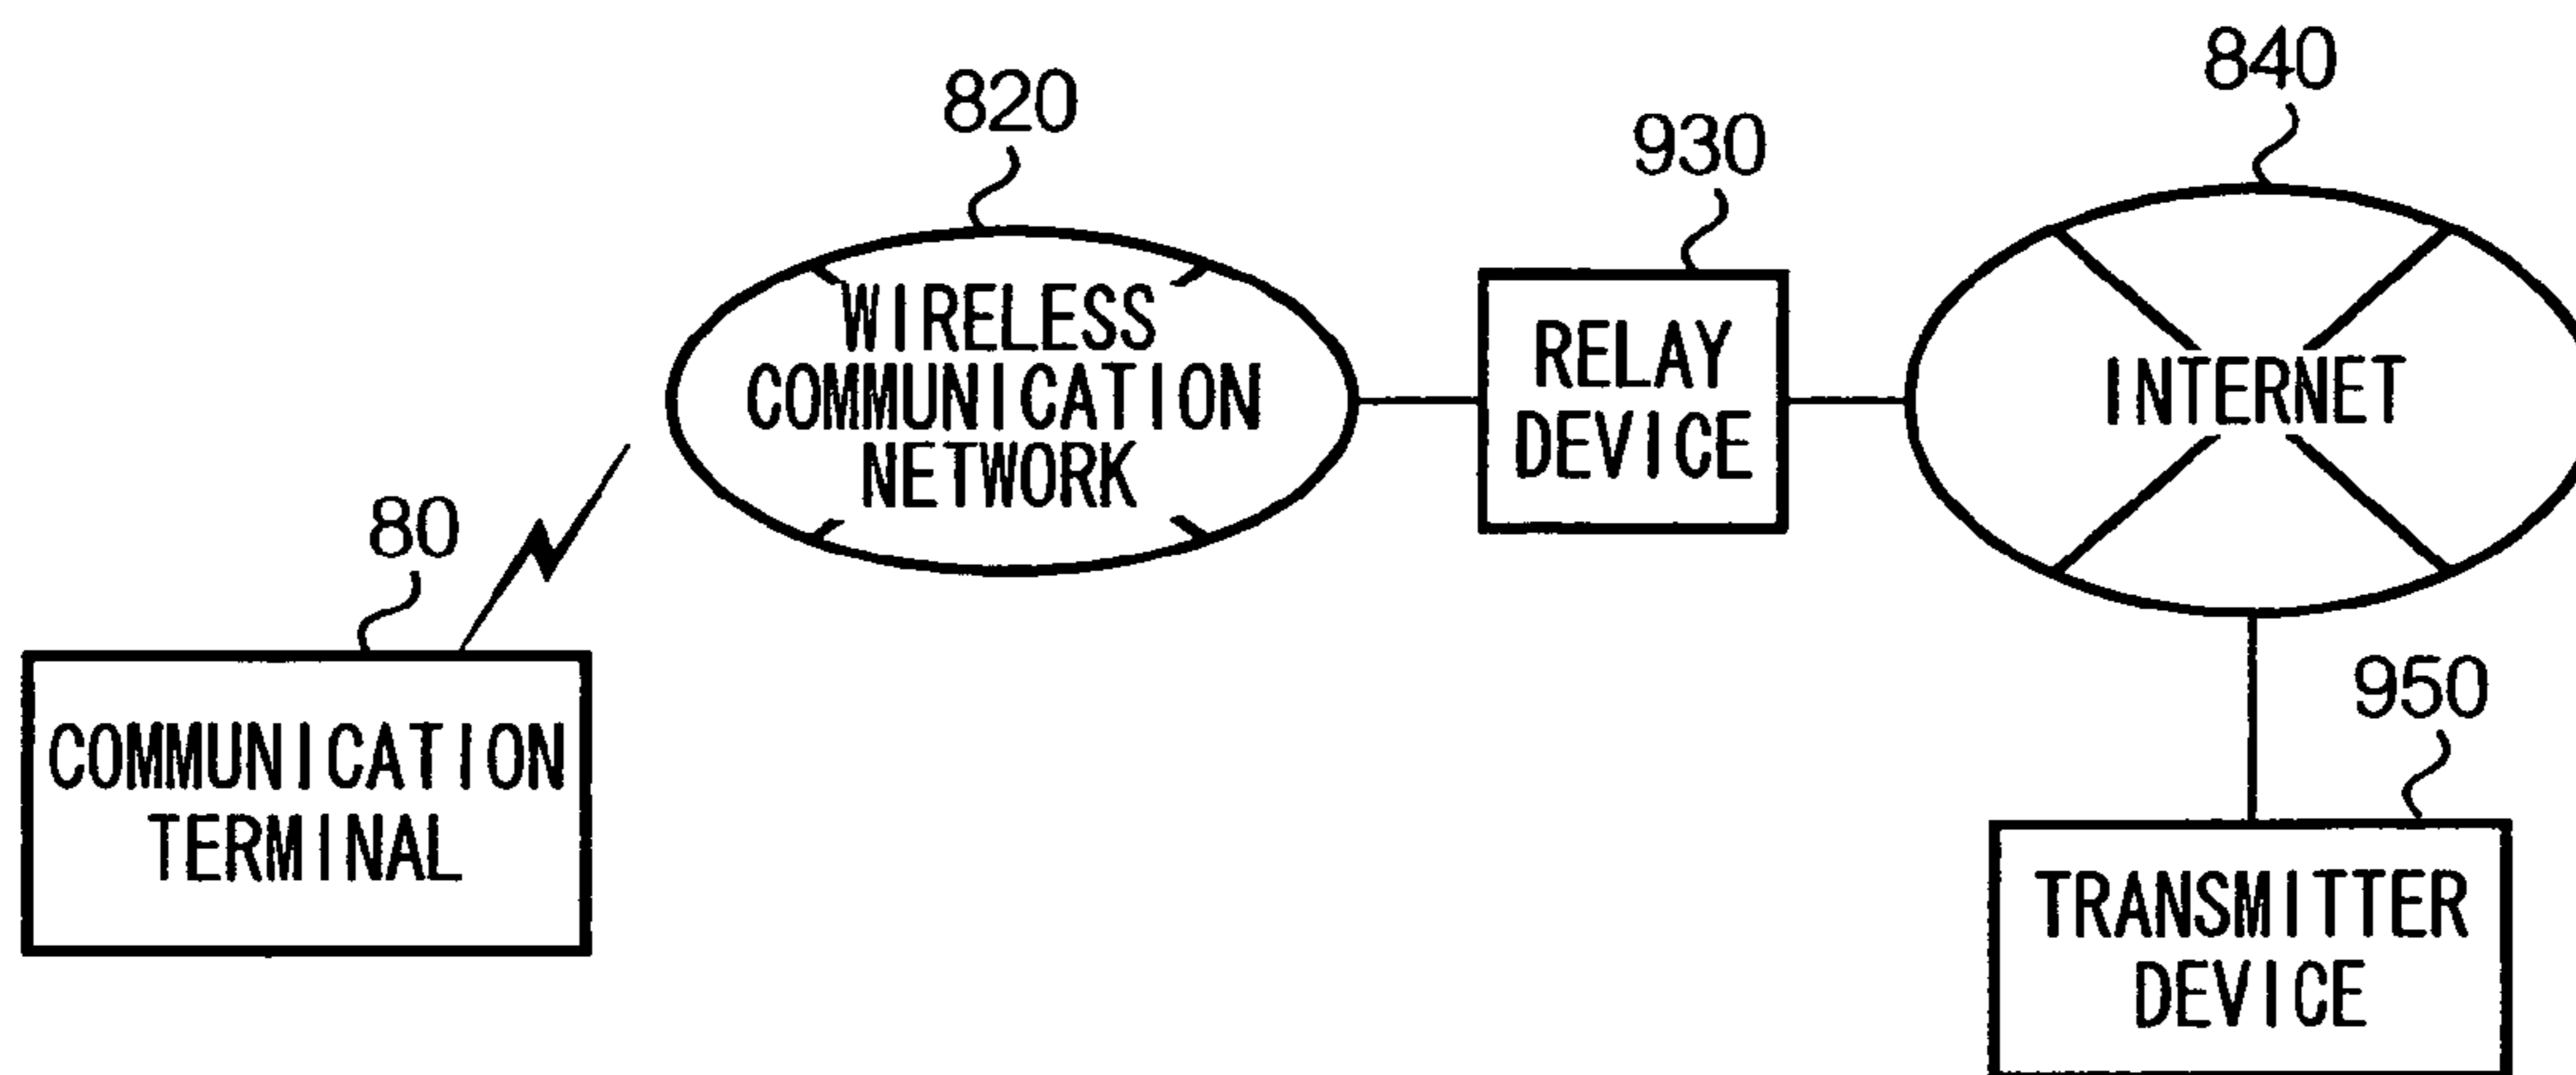 820
WIRELESS
COMMUNICATION
NETWORK
930
RELAY
DEVICE
840
INTERNET
80
COMMUNICATION
TERMINAL
950
TRANSMITTER
DEVICE